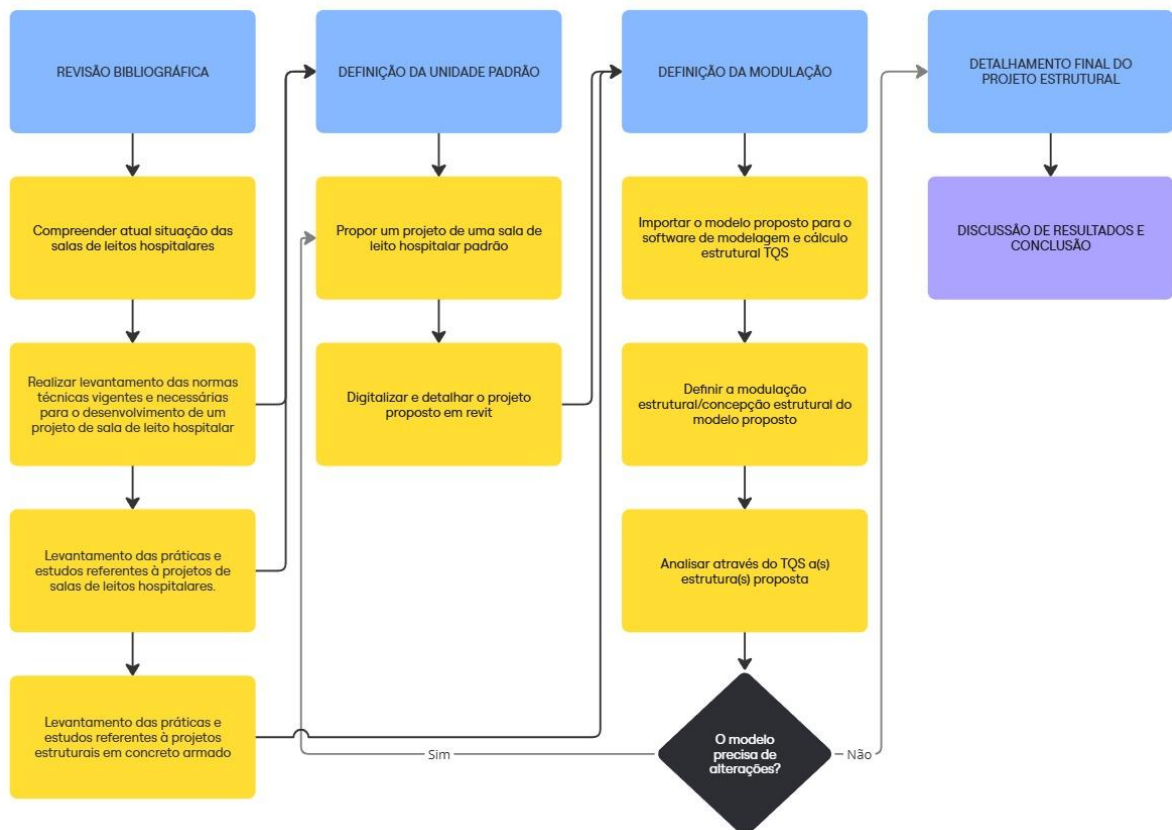 REVISÃO BIBLIOGRÁFICA
Compreender atual situação das
salas de leitos hospitalares
Realizar levantamento das normas
técnicas vigentes e necessárias
para o desenvolvimento de um
projeto de sala de leito hospitalar
Levantamento das práticas e
estudos referentes à projetos de
salas de leitos hospitalares.
Levantamento das práticas e
estudos referentes à projetos
estruturais em concreto armado
DEFINIÇÃO DA UNIDADE PADRÃO
Propor um projeto de uma sala de
leito hospitalar padrão
Digitalizar e detalhar o projeto
proposto em revit
DEFINIÇÃO DA MODULAÇÃO
Importar o modelo proposto para o
software de modelagem e cálculo
estrutural TQS
Definir a modulação
estrutural/concepção estrutural do
modelo proposto
Analisar através do TQS a(s)
estrutura(s) proposta
O modelo
precisa de
alterações?
Sim
Não
DETALHAMENTO FINAL DO
PROJETO ESTRUTURAL
DISCUSSÃO DE RESULTADOS E
CONCLUSÃO